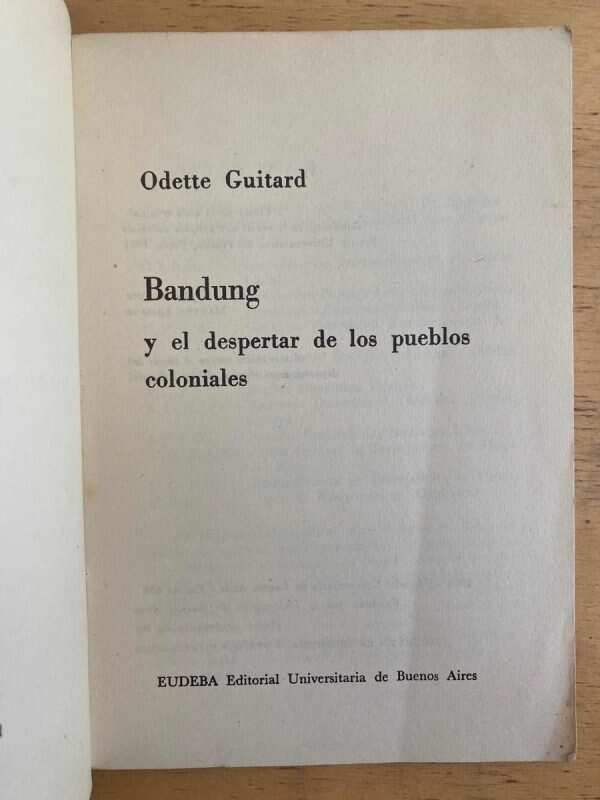 Odette Guitard
Bandung
y el despertar de los pueblos
coloniales
EUDEBA Editorial Universitaria de Buenos Aires